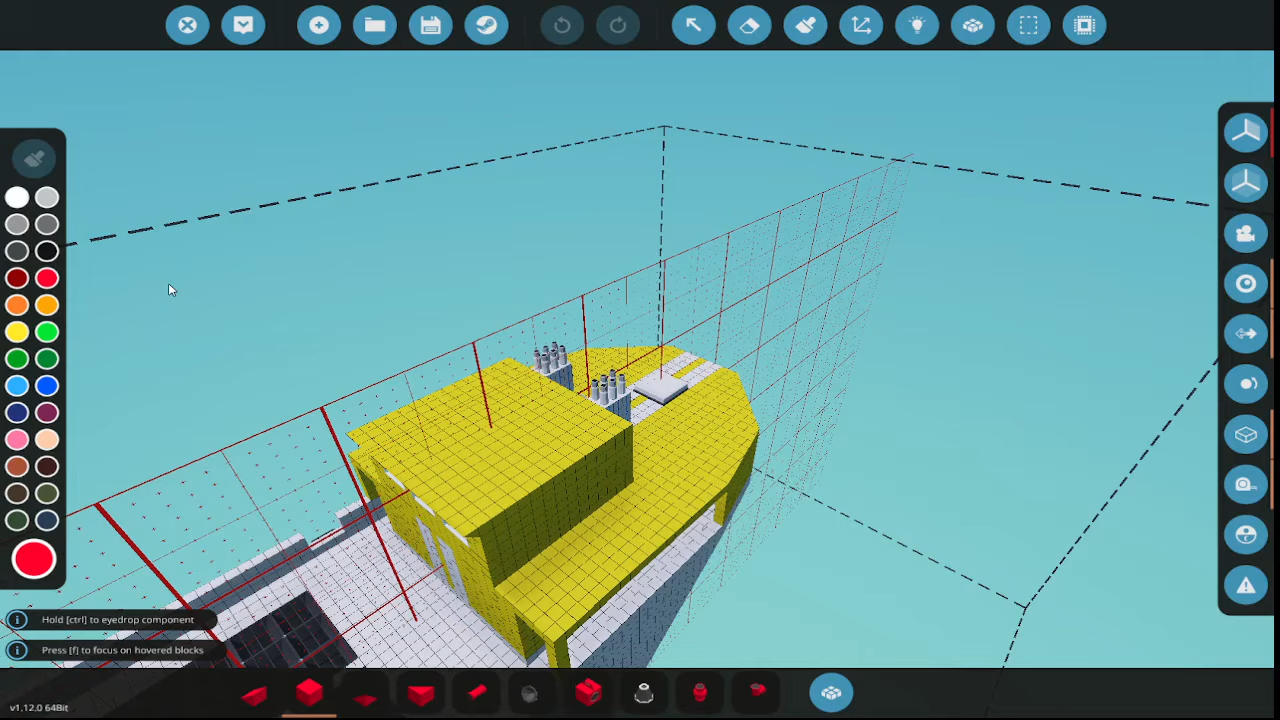 Hold [ctrl] to eyedrop component
Press [f] to focus on hovered blocks
v1.12.0 64Bit